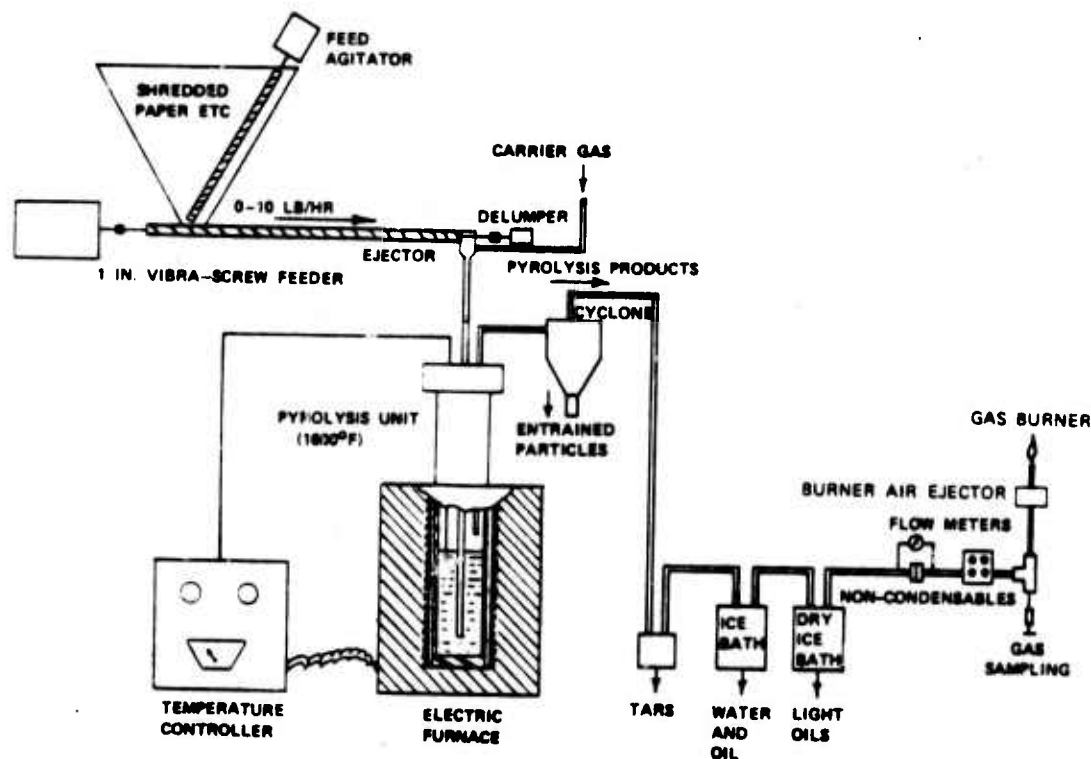 FEED
AGITATOR
SHREDDED
PAPER ETC
CARRIER GAS
0-10 LB/HR
DELUMPER
EJECTOR
1 IN. VIBRA-SCREW FEEDER
PYROLYSIS PRODUCTS
CYCLONE
PYROLYSIS UNIT
(1600°F)
ENTRAINED
PARTICLES
GAS BURNER
BURNER AIR EJECTOR
FLOW METERS
NON-CONDENSABLES
ICE
BATH
DRY
ICE
BATH
GAS
SAMPLING
TEMPERATURE
CONTROLLER
ELECTRIC
FURNACE
TARS
WATER
AND
OIL
LIGHT
OILS